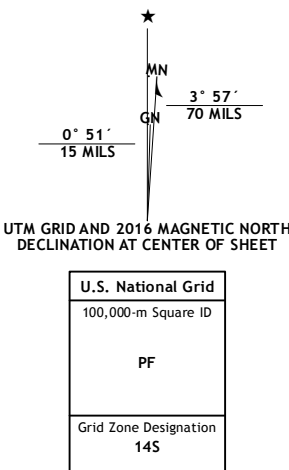 ★
MN
3° 57´
70 MILS
GN
0° 51´
15 MILS
UTM GRID AND 2016 MAGNETIC NORTH
DECLINATION AT CENTER OF SHEET
U.S. National Grid
100,000-m Square ID
PF
Grid Zone Designation
14S